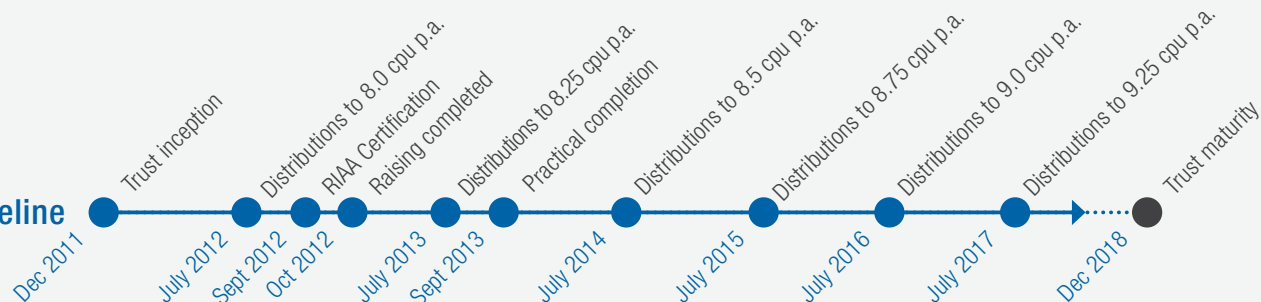 eline
Trust inception
Distributions to 8.0 cpu p.a.
RIAA Certification
Raising completed
Distributions to 8.25 cpu p.a.
Practical completion
Distributions to 8.5 cpu p.a.
Distributions to 8.75 cpu p.a.
Distributions to 9.0 cpu p.a.
Distributions to 9.25 cpu p.a.
Trust maturity
Dec 2011
July 2012
Sept 2012
Oct 2012
July 2013
Sept 2013
July 2014
July 2015
July 2016
July 2017
Dec 2018